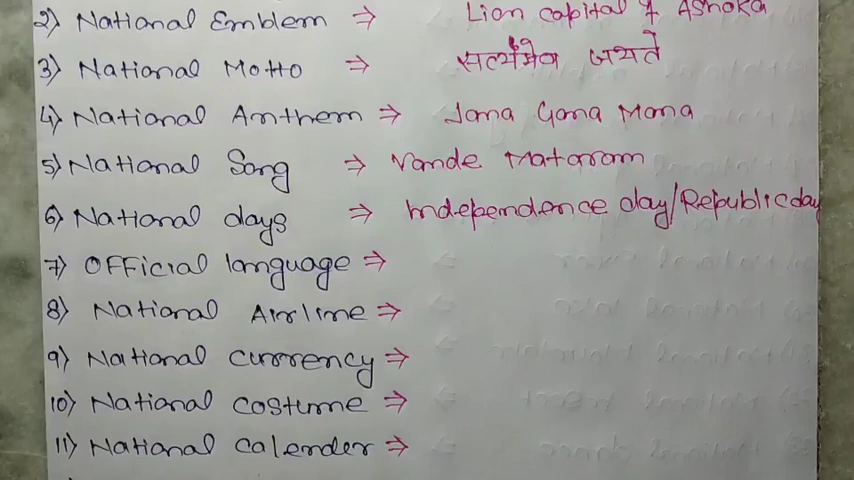 2) National Emblem ⇒ Lion capital of Ashoka
3) National Motto ⇒ सत्यमेव जयते
4) National Anthem ⇒ Jana Gana Mana
5) National Song ⇒ Vande Mataram
6) National days ⇒ Independence day/Republic day
7) OFFicial language ⇒
8) National Airline ⇒
9) National currency ⇒
10) National costume ⇒
11) National calender ⇒